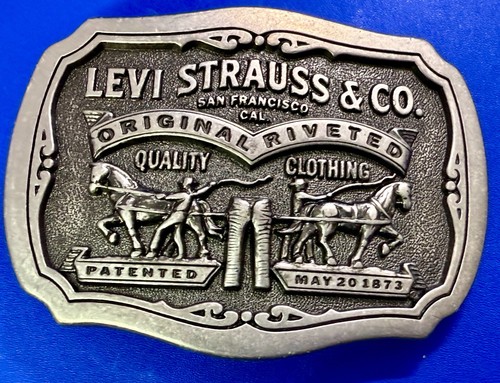 LEVI STRAUSS & CO.
SAN FRANCISCO
CAL.
ORIGINAL RIVETED
QUALITY CLOTHING
PATENTED MAY 20 1873